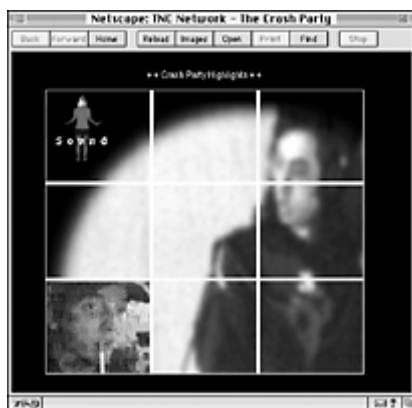 Netscape: TNC Network - The Crash Party
Back Forward Home Reload Images Open Print Find Stop
++ Crash Party Highlights ++
Sound